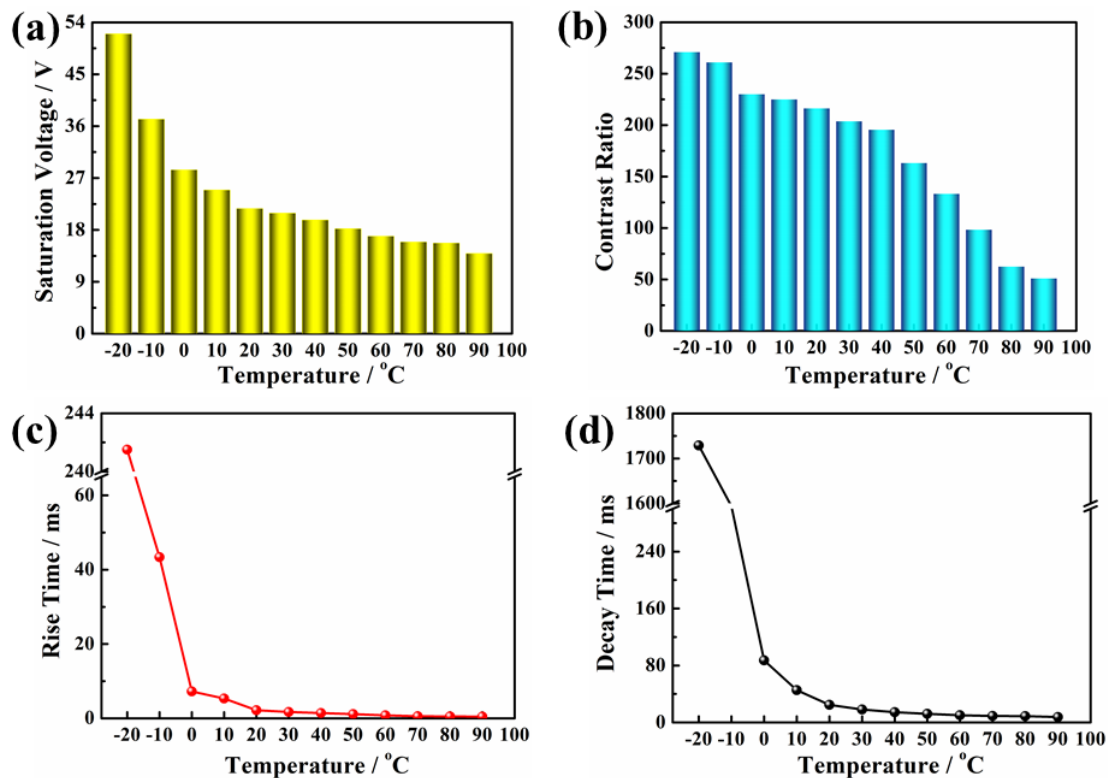 (a)
54
45
36
27
18
9
0
Saturation Voltage / V
-20 -10 0 10 20 30 40 50 60 70 80 90 100
Temperature / °C
(b)
300
250
200
150
100
50
0
Contrast Ratio
-20 -10 0 10 20 30 40 50 60 70 80 90 100
Temperature / °C
(c)
244
240
60
40
20
0
Rise Time / ms
-20 -10 0 10 20 30 40 50 60 70 80 90 100
Temperature / °C
(d)
1800
1700
1600
240
160
80
0
Decay Time / ms
-20 -10 0 10 20 30 40 50 60 70 80 90 100
Temperature / °C